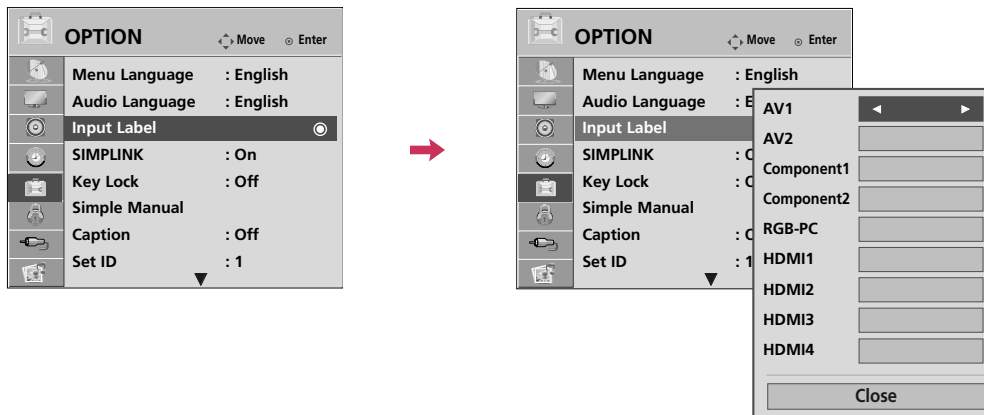 OPTION Move Enter
Menu Language : English
Audio Language : English
Input Label
SIMPLINK : On
Key Lock : Off
Simple Manual
Caption : Off
Set ID : 1
OPTION Move Enter
Menu Language : English
Audio Language : E
Input Label
SIMPLINK : O
Key Lock : O
Simple Manual
Caption : O
Set ID : 1
AV1
AV2
Component1
Component2
RGB-PC
HDMI1
HDMI2
HDMI3
HDMI4
Close